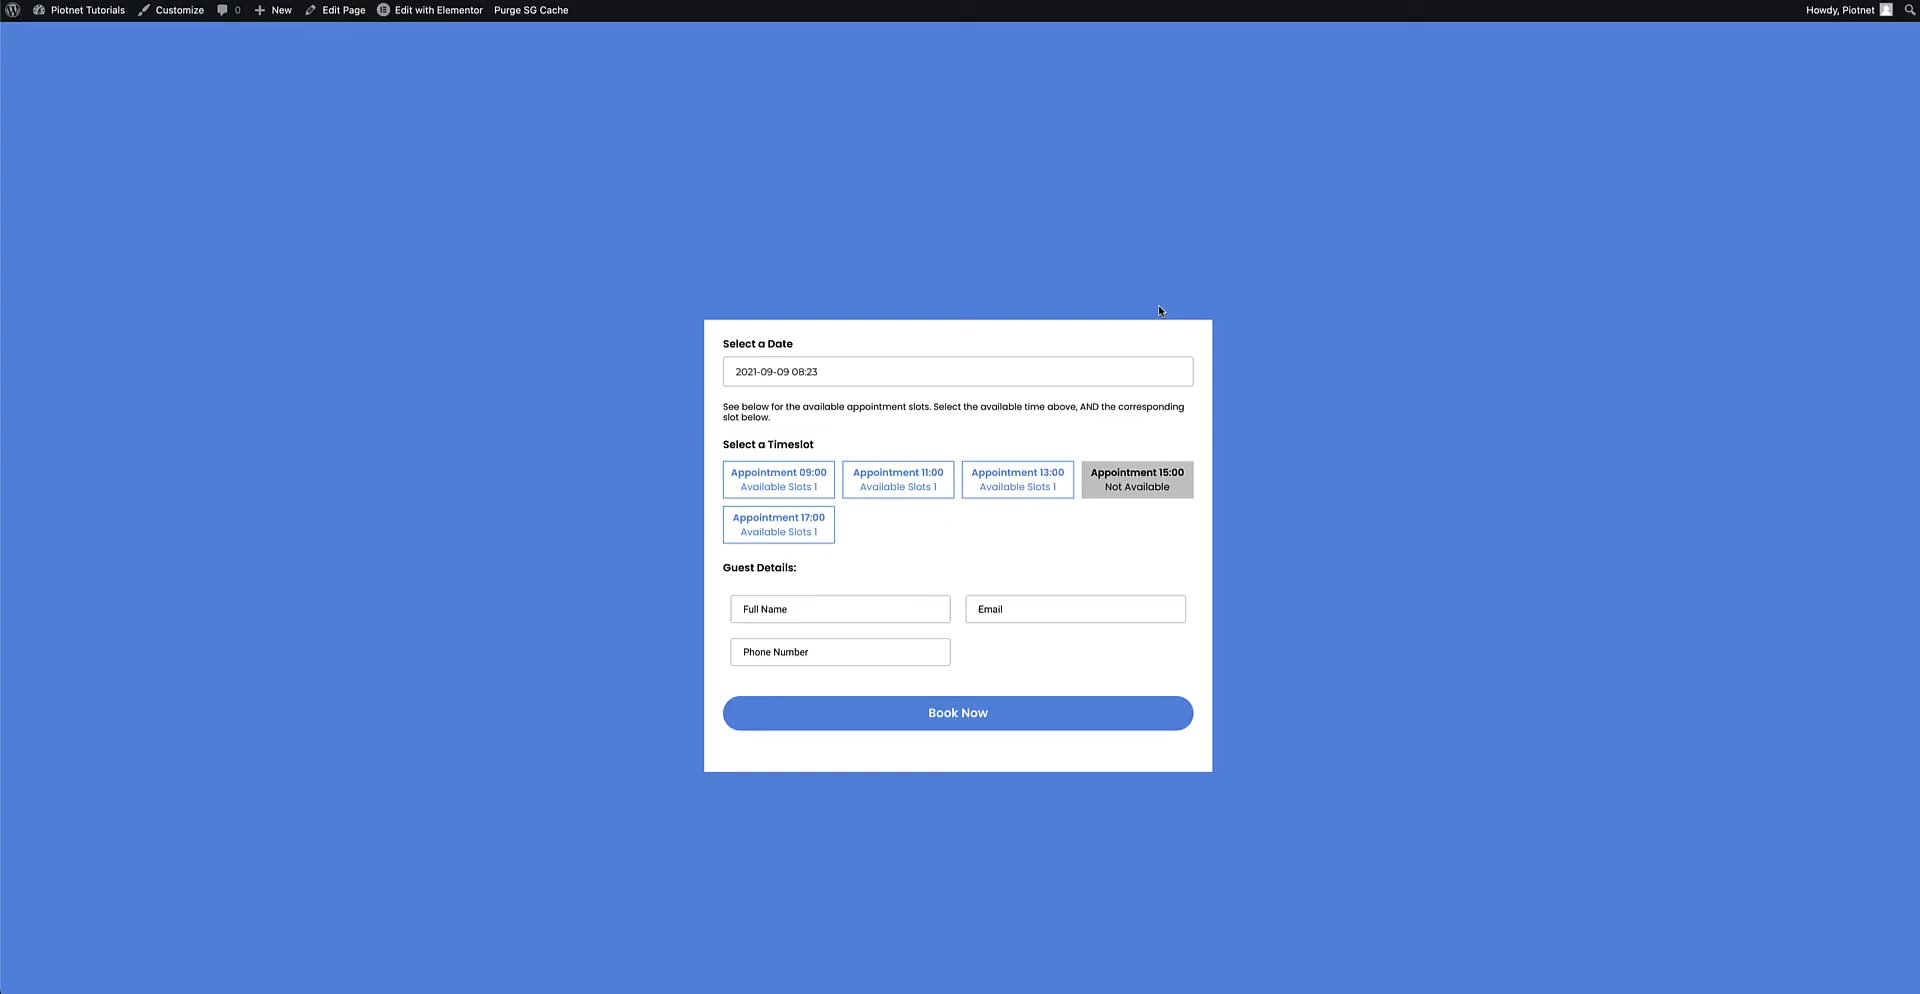 Piotnet Tutorials Customize 0 New Edit Page Edit with Elementor Purge SG Cache Howdy, Piotnet
Select a Date
2021-09-09 08:23
See below for the available appointment slots. Select the available time above, AND the corresponding
slot below.
Select a Timeslot
Appointment 09:00 Appointment 11:00 Appointment 13:00 Appointment 15:00
Available Slots 1 Available Slots 1 Available Slots 1 Not Available
Appointment 17:00
Available Slots 1
Guest Details:
Full Name Email
Phone Number
Book Now